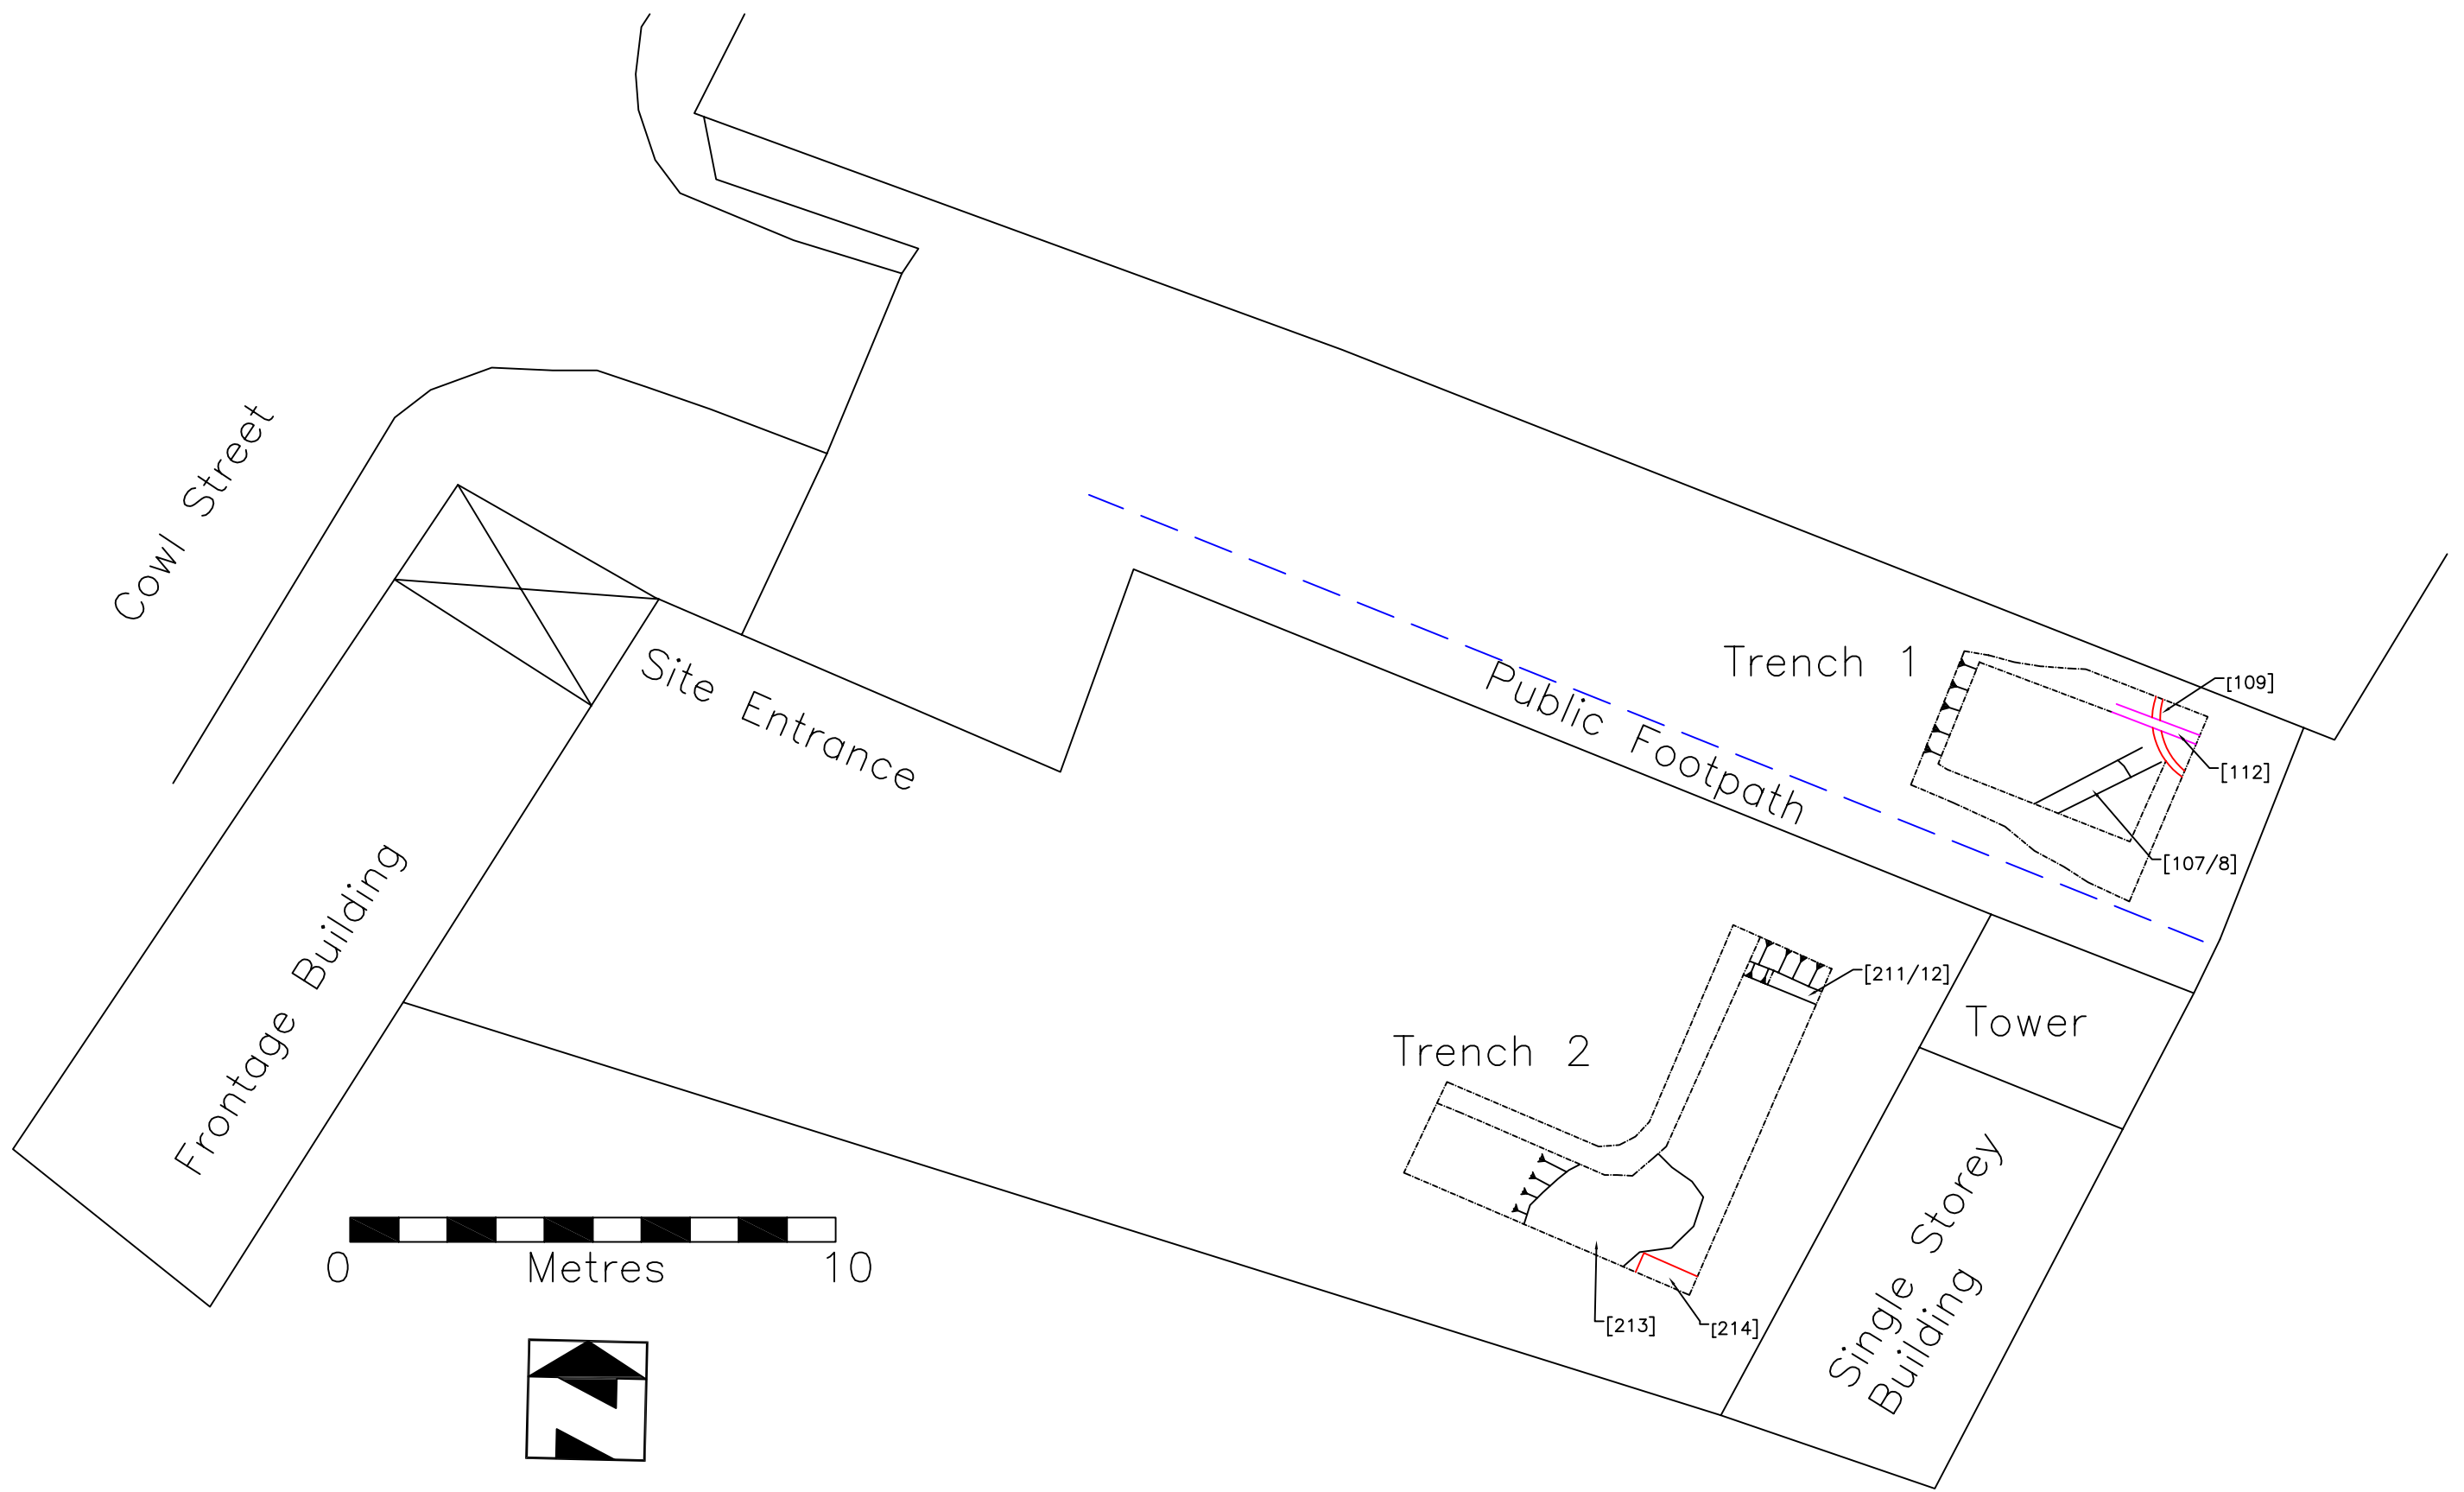 Cowl Street
Site Entrance
Public Footpath
Trench 1
[109]
[112]
[107/8]
[211/12]
Tower
Trench 2
Frontage Building
Single Storey
Building
0
Metres
10
[213]
[214]
N